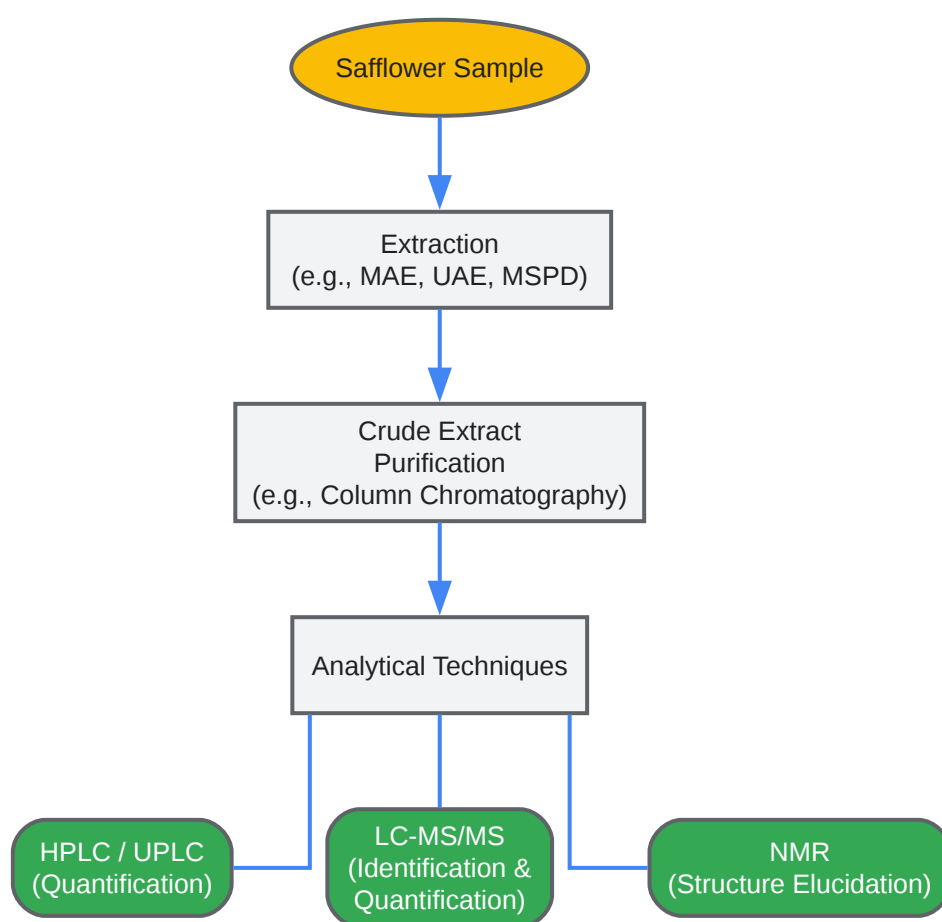 Safflower Sample
Extraction
(e.g., MAE, UAE, MSPD)
Crude Extract
Purification
(e.g., Column Chromatography)
Analytical Techniques
HPLC / UPLC
(Quantification)
LC-MS/MS
(Identification &
Quantification)
NMR
(Structure Elucidation)